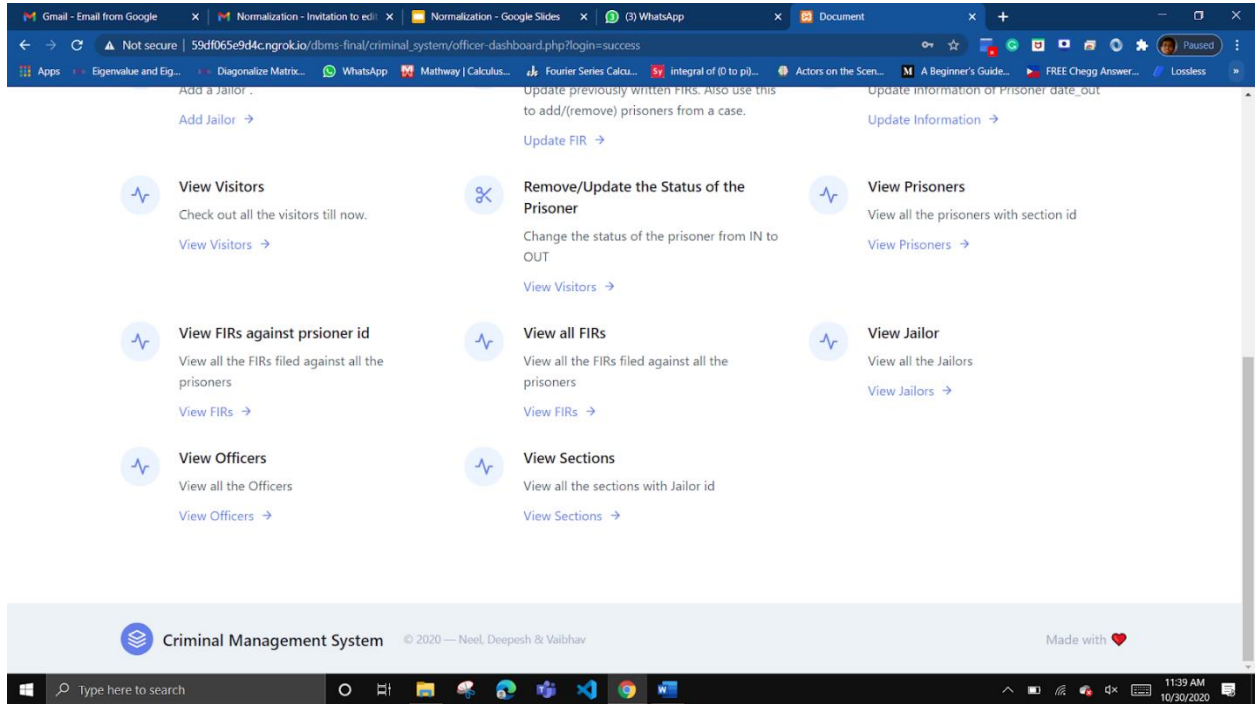 Gmail - Email from Google
Normalization - Invitation to edi
Normalization - Google Slides
(3) WhatsApp
Document
Not secure | 59df065e9d4c.ngrok.io/dbms-final/criminal_system/officer-dashboard.php?login=success
Paused
Apps
Eigenvalue and Eig...
Diagonalize Matrix...
WhatsApp
Mathway | Calculus...
Fourier Series Calcu...
Sy
integral of (0 to pi)...
Actors on the Scen...
M
A Beginner's Guide...
FREE Chegg Answer...
Lossless
»
Add a Jailor .
Add Jailor →
Update previously written FIRs. Also use this
to add/(remove) prisoners from a case.
Update FIR →
Update information of Prisoner date_out
Update Information →
View Visitors
Check out all the visitors till now.
View Visitors →
Remove/Update the Status of the
Prisoner
Change the status of the prisoner from IN to
OUT
View Visitors →
View Prisoners
View all the prisoners with section id
View Prisoners →
View FIRs against prsioner id
View all the FIRs filed against all the
prisoners
View FIRs →
View all FIRs
View all the FIRs filed against all the
prisoners
View FIRs →
View Jailor
View all the Jailors
View Jailors →
View Officers
View all the Officers
View Officers →
View Sections
View all the sections with Jailor id
View Sections →
Criminal Management System
© 2020 — Neel, Deepesh & Vaibhav
Made with ❤
Type here to search
11:39 AM
10/30/2020